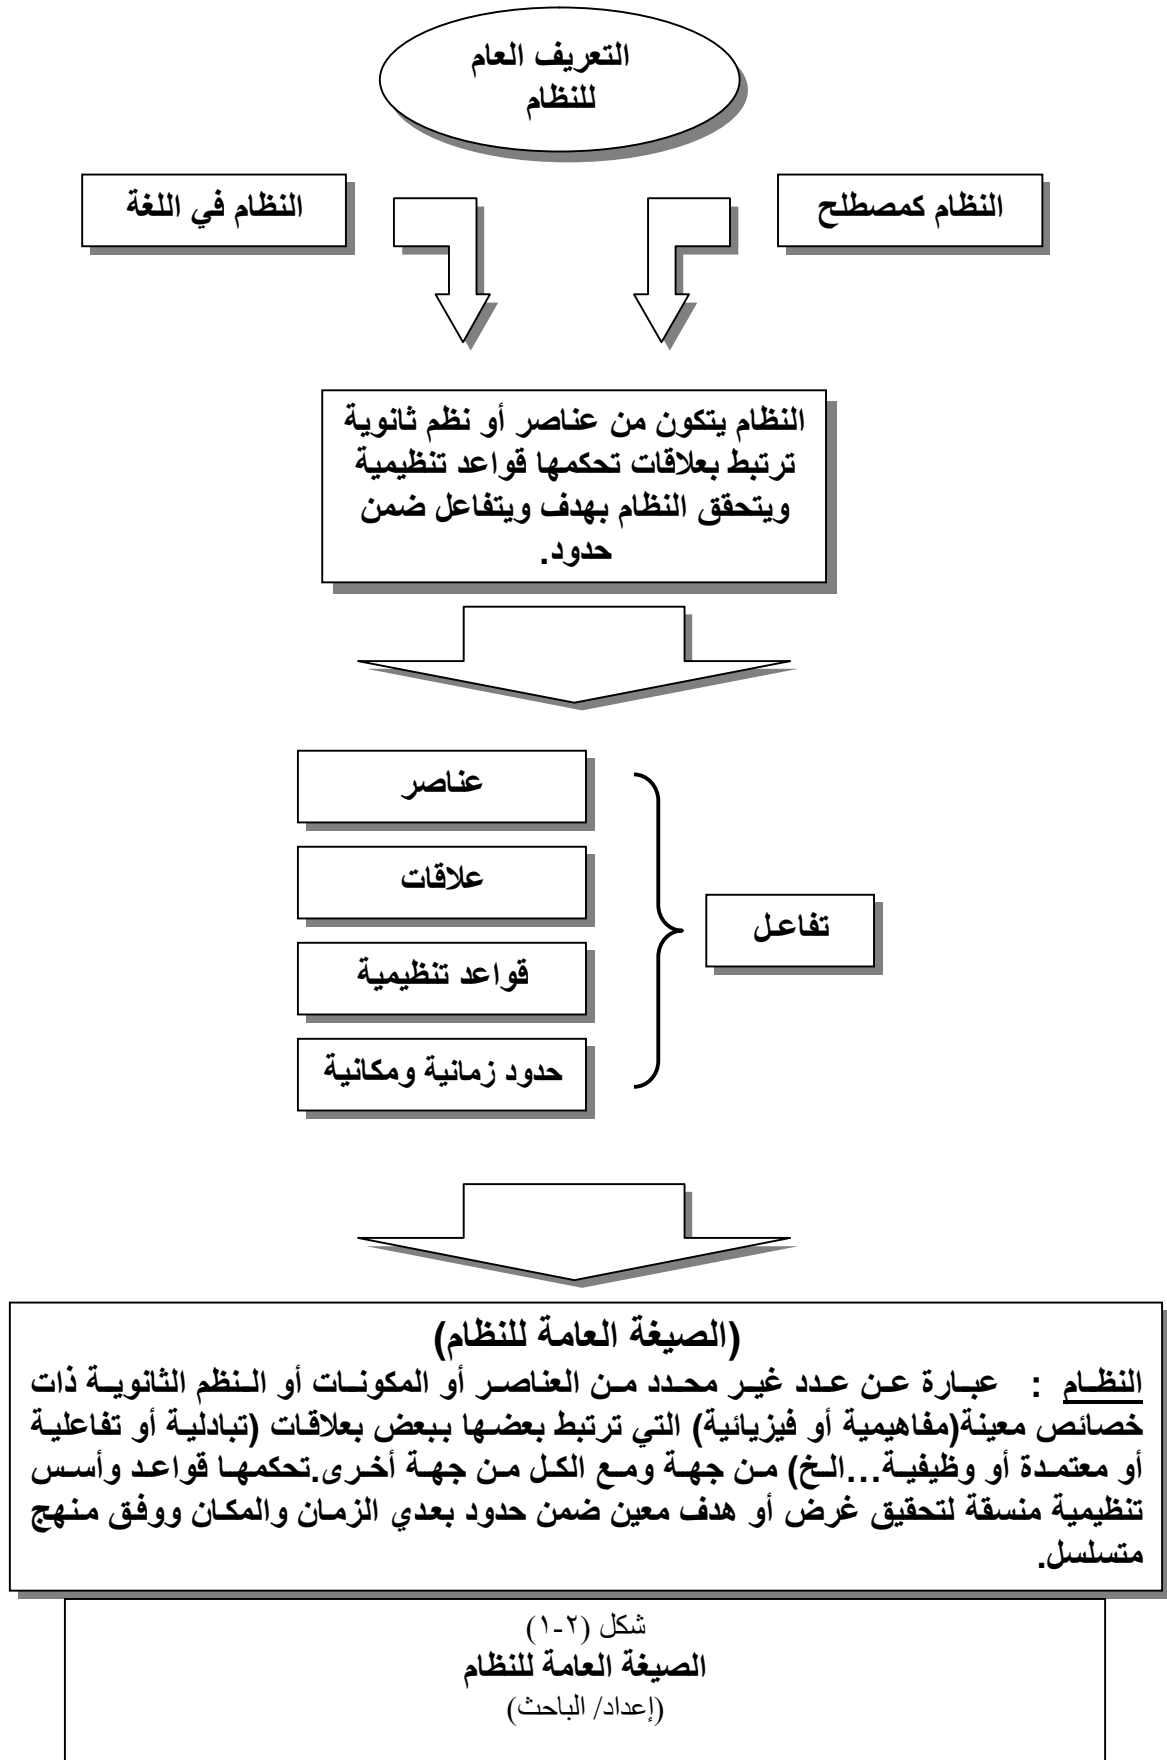 التعريف العام
للنظام
النظام كمصطلح
النظام في اللغة
النظام يتكون من عناصر أو نظم ثانوية
ترتبط بعلاقات تحكمها قواعد تنظيمية
ويتحقق النظام بهدف ويتفاعل ضمن
حدود.
عناصر
علاقات
قواعد تنظيمية
حدود زمانية ومكانية
تفاعل
(الصيغة العامة للنظام)
النظام : عبارة عن عدد غير محدد من العناصر أو المكونات أو النظم الثانوية ذات
خصائص معينة(مفاهيمية أو فيزيائية) التي ترتبط بعضها ببعض بعلاقات (تبادلية أو تفاعلية
أو معتمدة أو وظيفية...الخ) من جهة ومع الكل من جهة أخرى.تحكمها قواعد وأسس
تنظيمية منسقة لتحقيق غرض أو هدف معين ضمن حدود بعدي الزمان والمكان ووفق منهج
متسلسل.
شكل (٢-١)
الصيغة العامة للنظام
(إعداد/ الباحث)